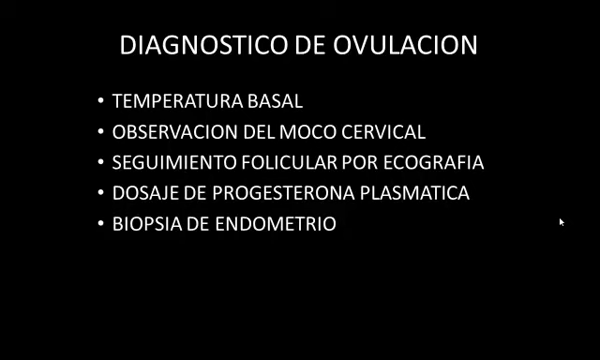 DIAGNOSTICO DE OVULACION
• TEMPERATURA BASAL
• OBSERVACION DEL MOCO CERVICAL
• SEGUIMIENTO FOLICULAR POR ECOGRAFIA
• DOSAJE DE PROGESTERONA PLASMATICA
• BIOPSIA DE ENDOMETRIO